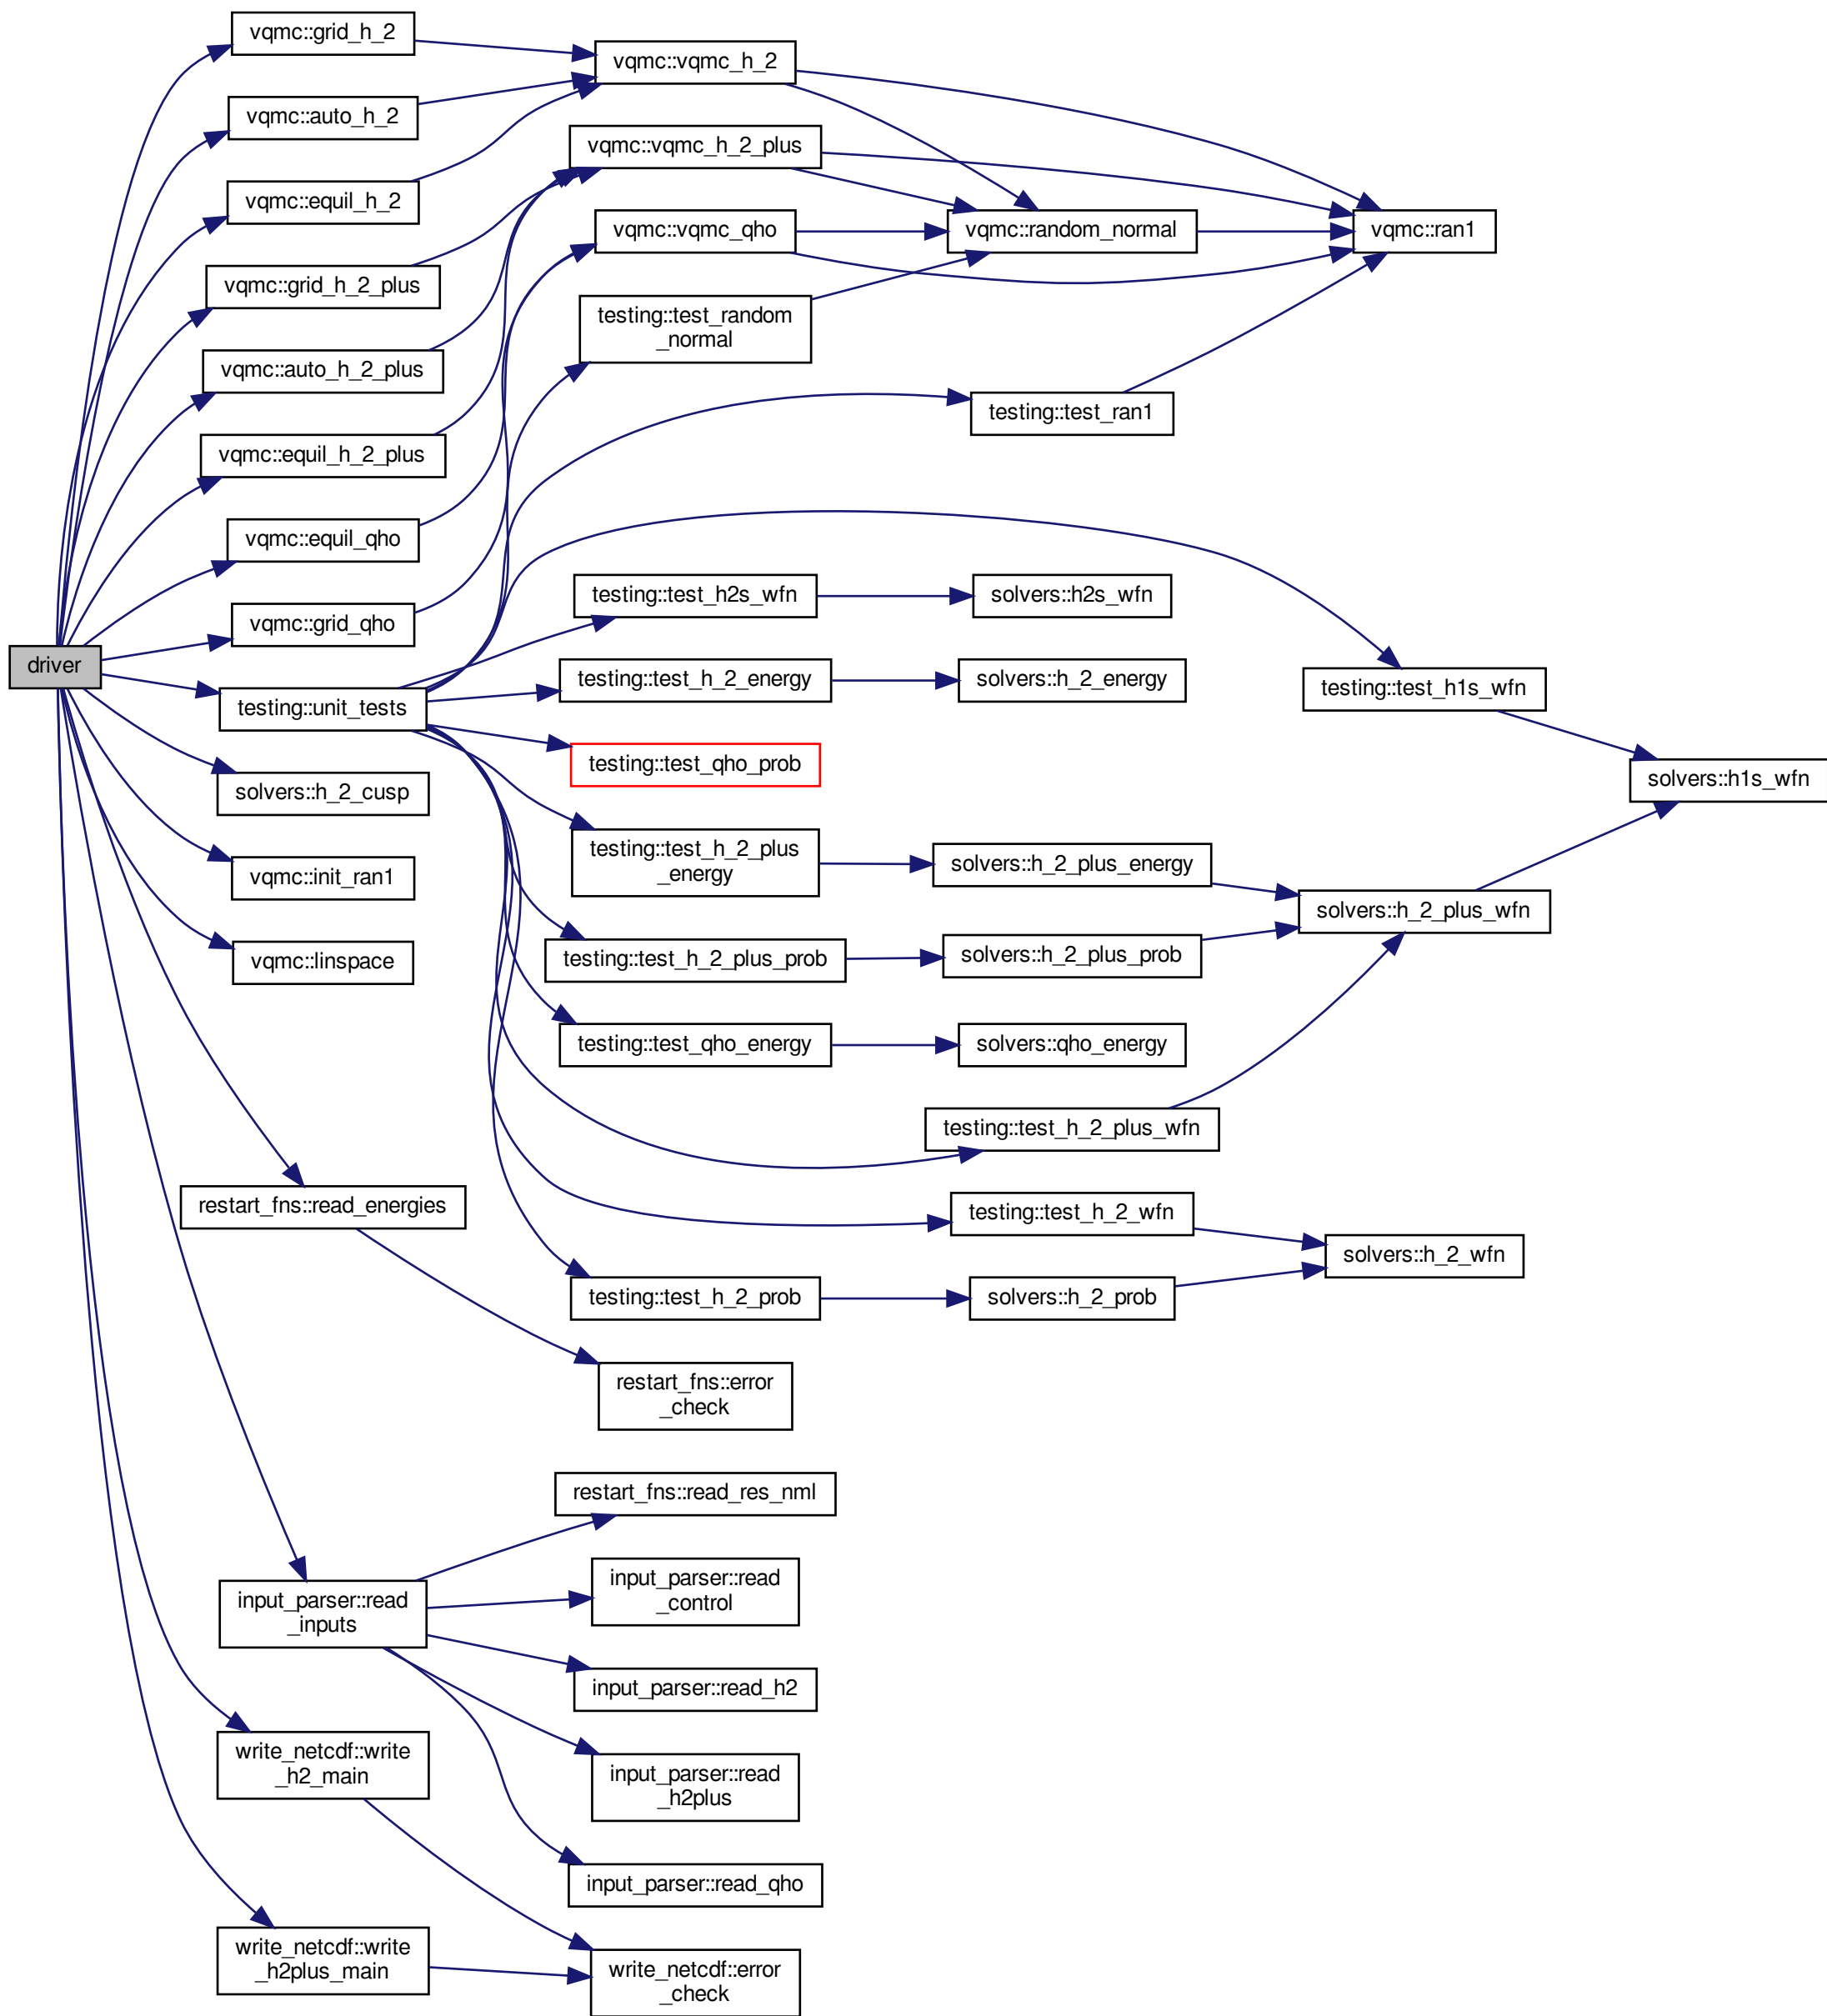 vqmc::grid_h_2
vqmc::vqmc_h_2
vqmc::auto_h_2
vqmc::vqmc_h_2_plus
vqmc::equil_h_2
vqmc::vqmc_qho
vqmc::random_normal
vqmc::ran1
vqmc::grid_h_2_plus
testing::test_random
_normal
vqmc::auto_h_2_plus
testing::test_ran1
vqmc::equil_h_2_plus
vqmc::equil_qho
testing::test_h2s_wfn
solvers::h2s_wfn
vqmc::grid_qho
driver
testing::test_h_2_energy
solvers::h_2_energy
testing::test_h1s_wfn
testing::unit_tests
testing::test_qho_prob
solvers::h1s_wfn
solvers::h_2_cusp
testing::test_h_2_plus
_energy
solvers::h_2_plus_energy
vqmc::init_ran1
solvers::h_2_plus_wfn
vqmc::linspace
testing::test_h_2_plus_prob
solvers::h_2_plus_prob
testing::test_qho_energy
solvers::qho_energy
testing::test_h_2_plus_wfn
restart_fns::read_energies
testing::test_h_2_wfn
solvers::h_2_wfn
testing::test_h_2_prob
solvers::h_2_prob
restart_fns::error
_check
restart_fns::read_res_nml
input_parser::read
_inputs
input_parser::read
_control
input_parser::read_h2
write_netcdf::write
_h2_main
input_parser::read
_h2plus
input_parser::read_qho
write_netcdf::write
_h2plus_main
write_netcdf::error
_check